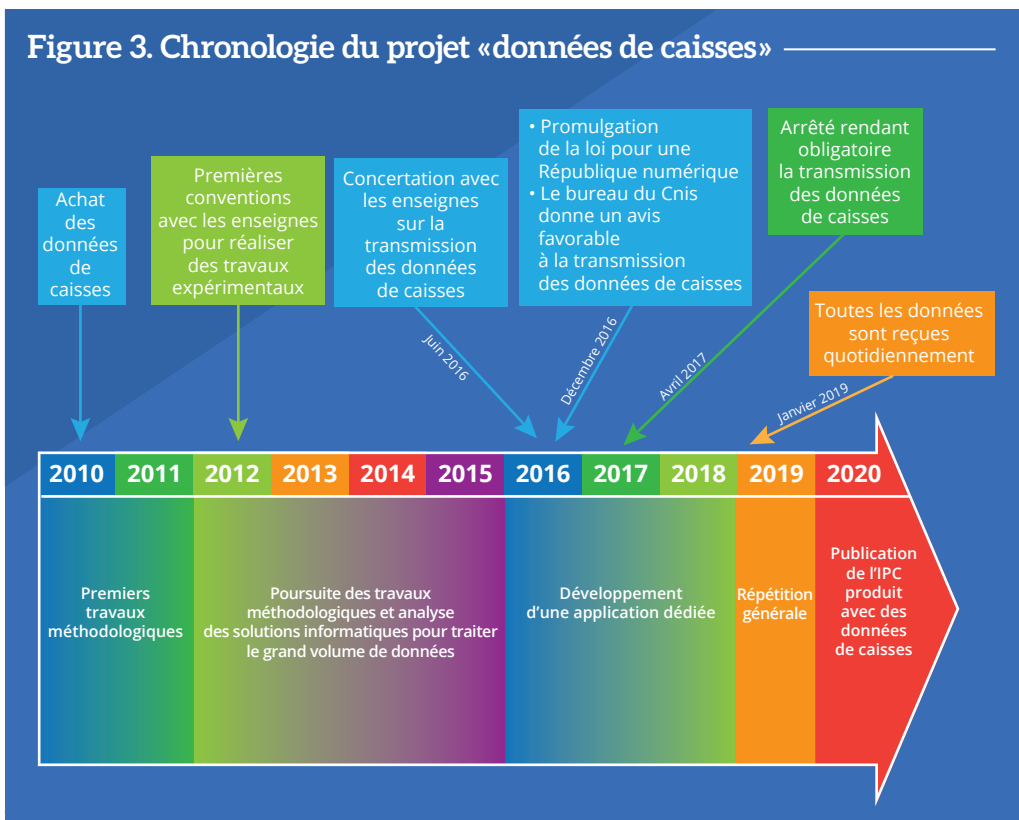 Figure 3. Chronologie du projet «données de caisses»
Achat
des
données
de
caisses
Premières
conventions
avec les enseignes
pour réaliser
des travaux
expérimentaux
Concertation avec
les enseignes
sur la
transmission
des données
de caisses
• Promulgation
de la loi pour une
République numérique
• Le bureau du Cnis
donne un avis
favorable
à la transmission
des données de caisses
Arrêté rendant
obligatoire
la transmission
des données
de caisses
Toutes les données
sont reçues
quotidiennement
Juin 2016
Décembre 2016
Avril 2017
Janvier 2019
2010 2011 2012 2013 2014 2015 2016 2017 2018 2019 2020
Premiers
travaux
méthodologiques
Poursuite des travaux
méthodologiques et analyse
des solutions informatiques pour traiter
le grand volume de données
Développement
d'une application dédiée
Répétition
générale
Publication
de l'IPC
produit
avec des
données
de caisses